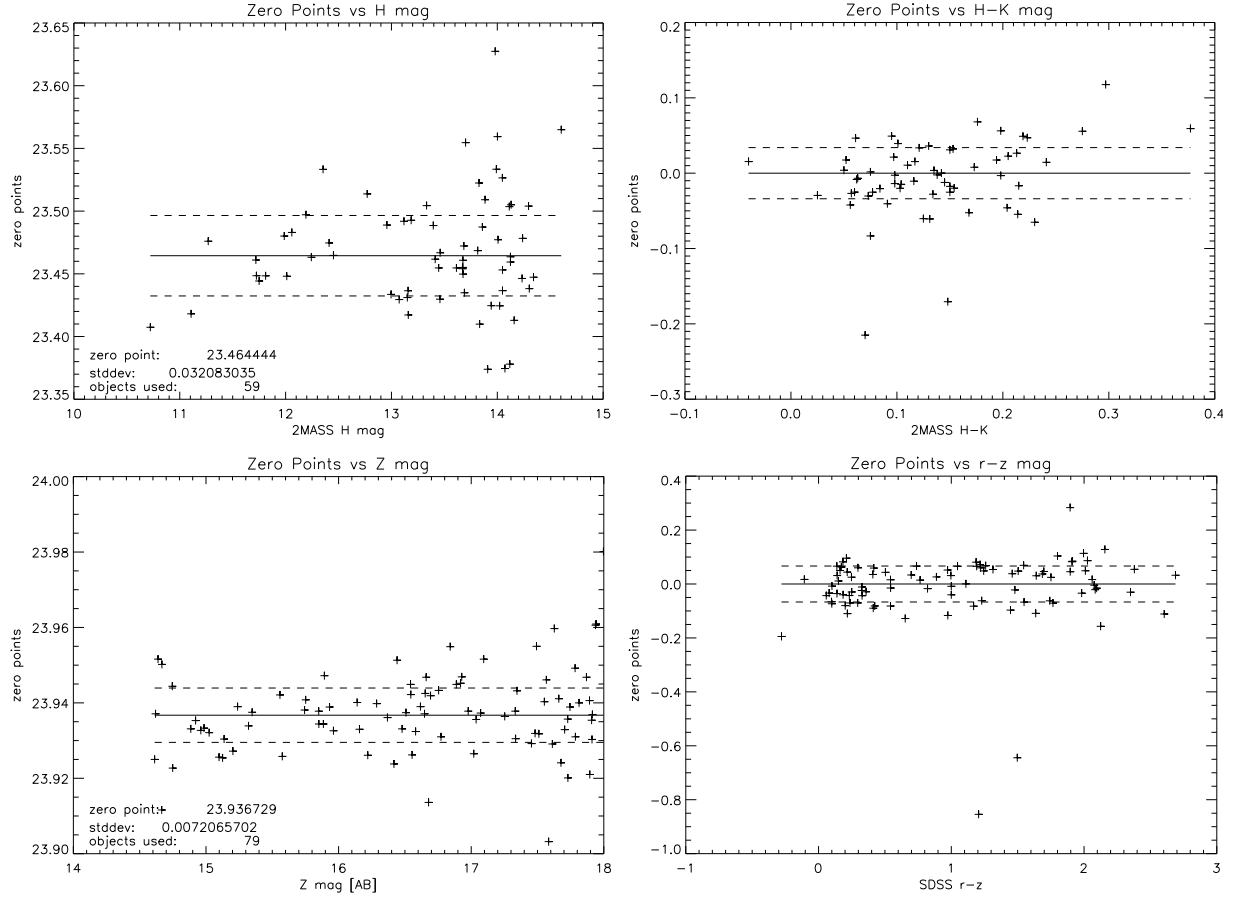 Zero Points vs H mag
23.65
23.60
23.55
23.50
23.45
23.40
23.35
zero points
zero point: 23.464444
stddev: 0.032083035
objects used: 59
10 11 12 13 14 15
2MASS H mag
Zero Points vs H-K mag
0.2
0.1
0.0
-0.1
-0.2
-0.3
zero points
-0.1 0.0 0.1 0.2 0.3 0.4
2MASS H-K
Zero Points vs Z mag
24.00
23.98
23.96
23.94
23.92
23.90
zero points
zero point: 23.936729
stddev: 0.0072065702
objects used: 79
14 15 16 17 18
Z mag [AB]
Zero Points vs r-z mag
0.4
0.2
0.0
-0.2
-0.4
-0.6
-0.8
-1.0
zero points
-1 0 1 2 3
SDSS r-z